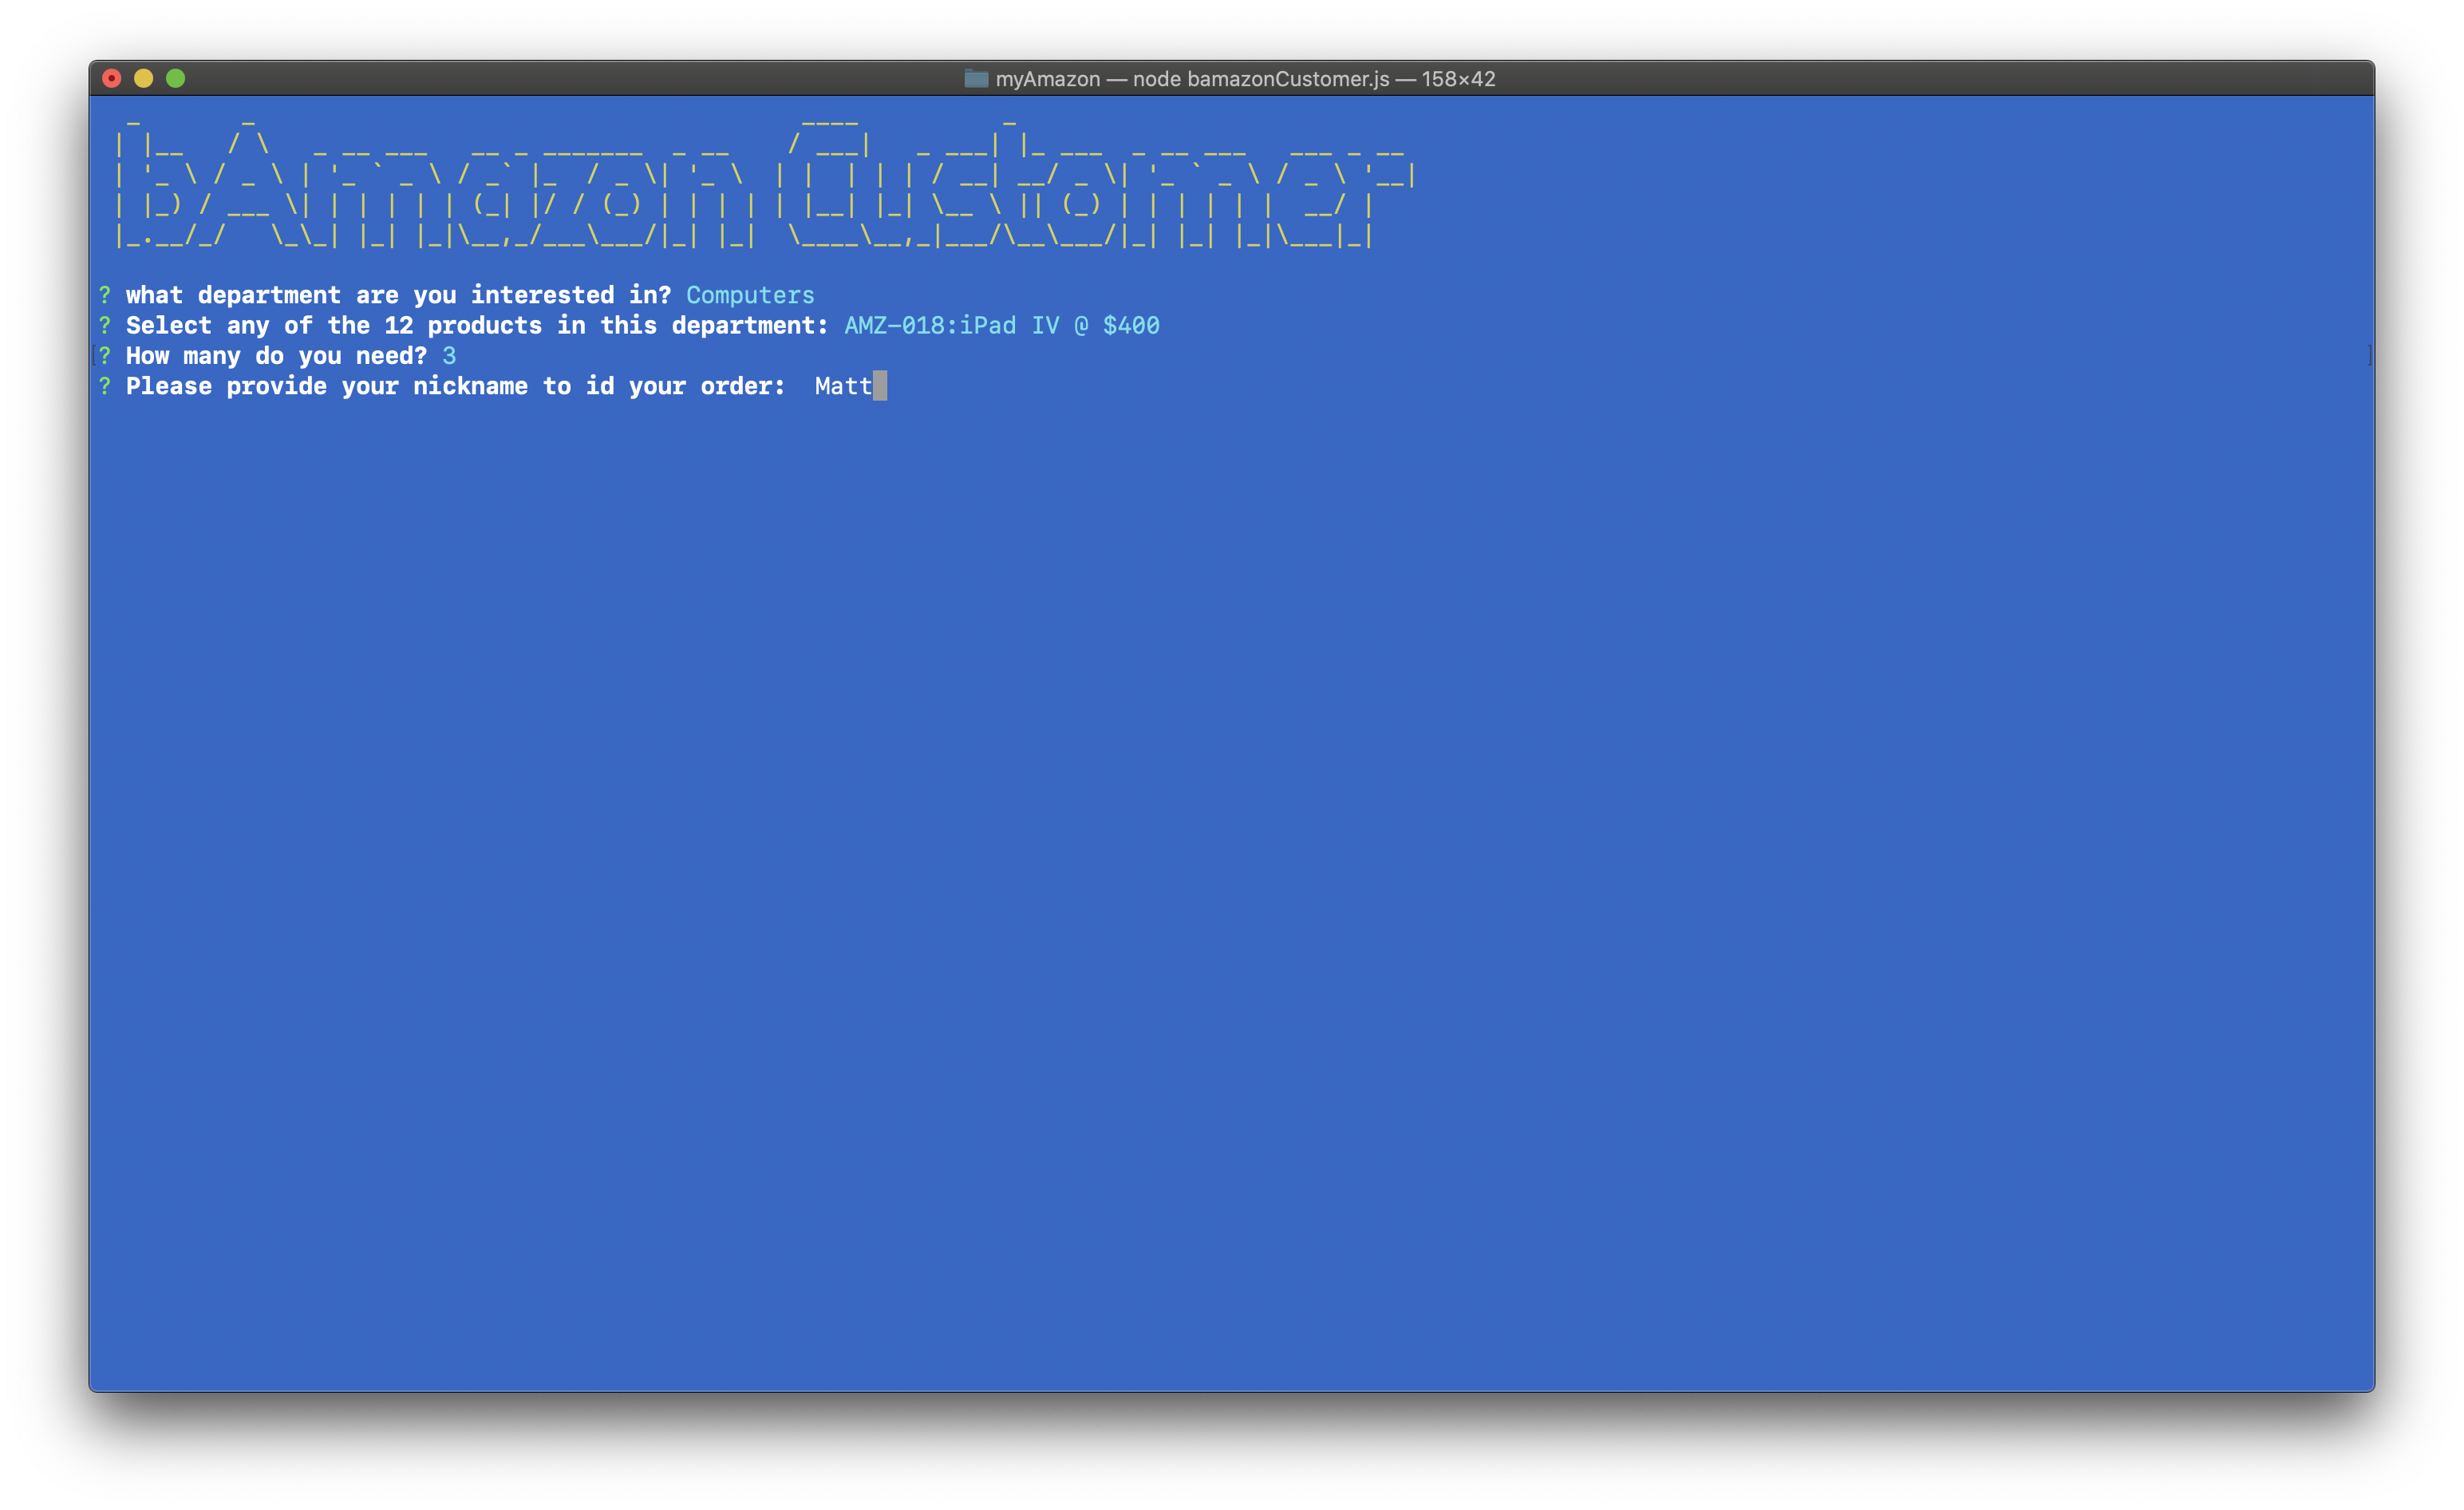 myAmazon — node bamazonCustomer.js — 158×42
bAmazon Customer
? what department are you interested in? Computers
? Select any of the 12 products in this department: AMZ-018:iPad IV @ $400
[? How many do you need? 3 ]
? Please provide your nickname to id your order:  Matt